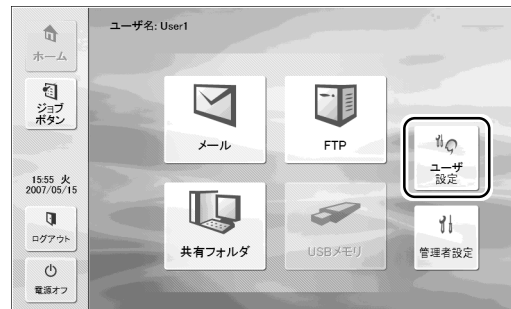 ユーザ名: User1
ホーム
ジョブ
ボタン
15:55 火
2007/05/15
ログアウト
電源オフ
メール
FTP
共有フォルダ
USBメモリ
ユーザ
設定
管理者設定